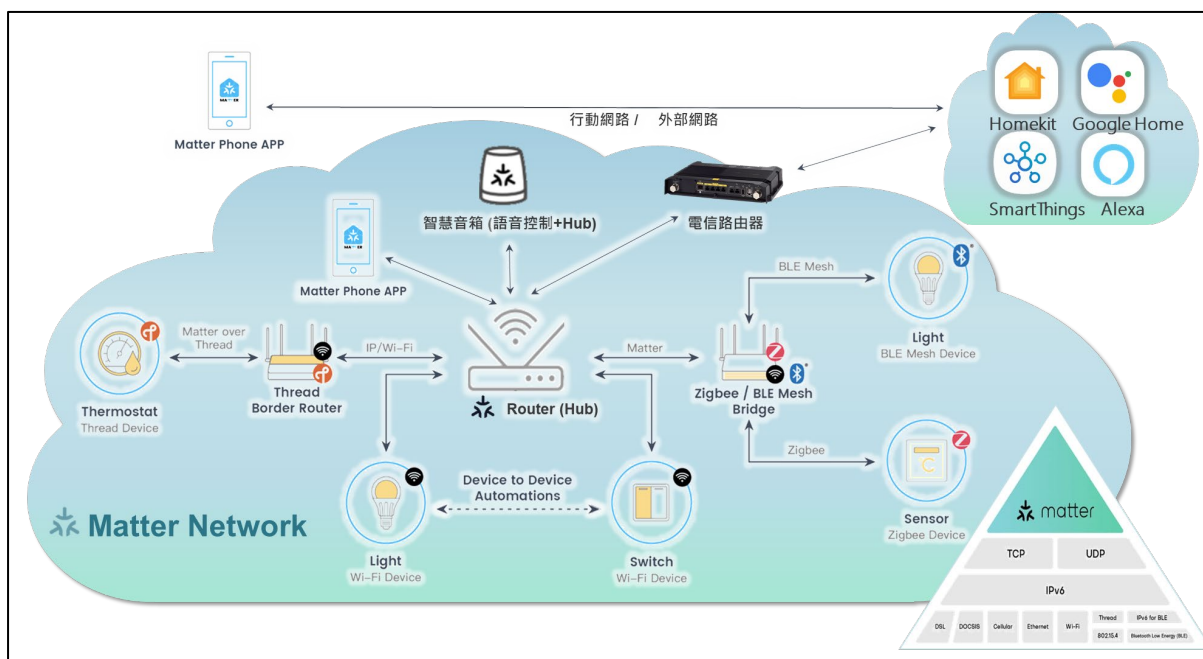 Matter Phone APP
行動網路 / 外部網路
Homekit
Google Home
SmartThings
Alexa
智慧音箱 (語音控制+Hub)
電信路由器
Matter Phone APP
BLE Mesh
Light
BLE Mesh Device
Matter over
Thread
IP/Wi-Fi
Matter
Thermostat
Thread Device
Thread
Border Router
Router (Hub)
Zigbee / BLE Mesh
Bridge
Zigbee
Device to Device
Automations
Sensor
Zigbee Device
Matter Network
Light
Wi-Fi Device
Switch
Wi-Fi Device
matter
TCP
UDP
IPv6
DSL
DOCSIS
Cellular
Ethernet
Wi-Fi
Thread
802.15.4
IPv6 for BLE
Bluetooth Low Energy (BLE)